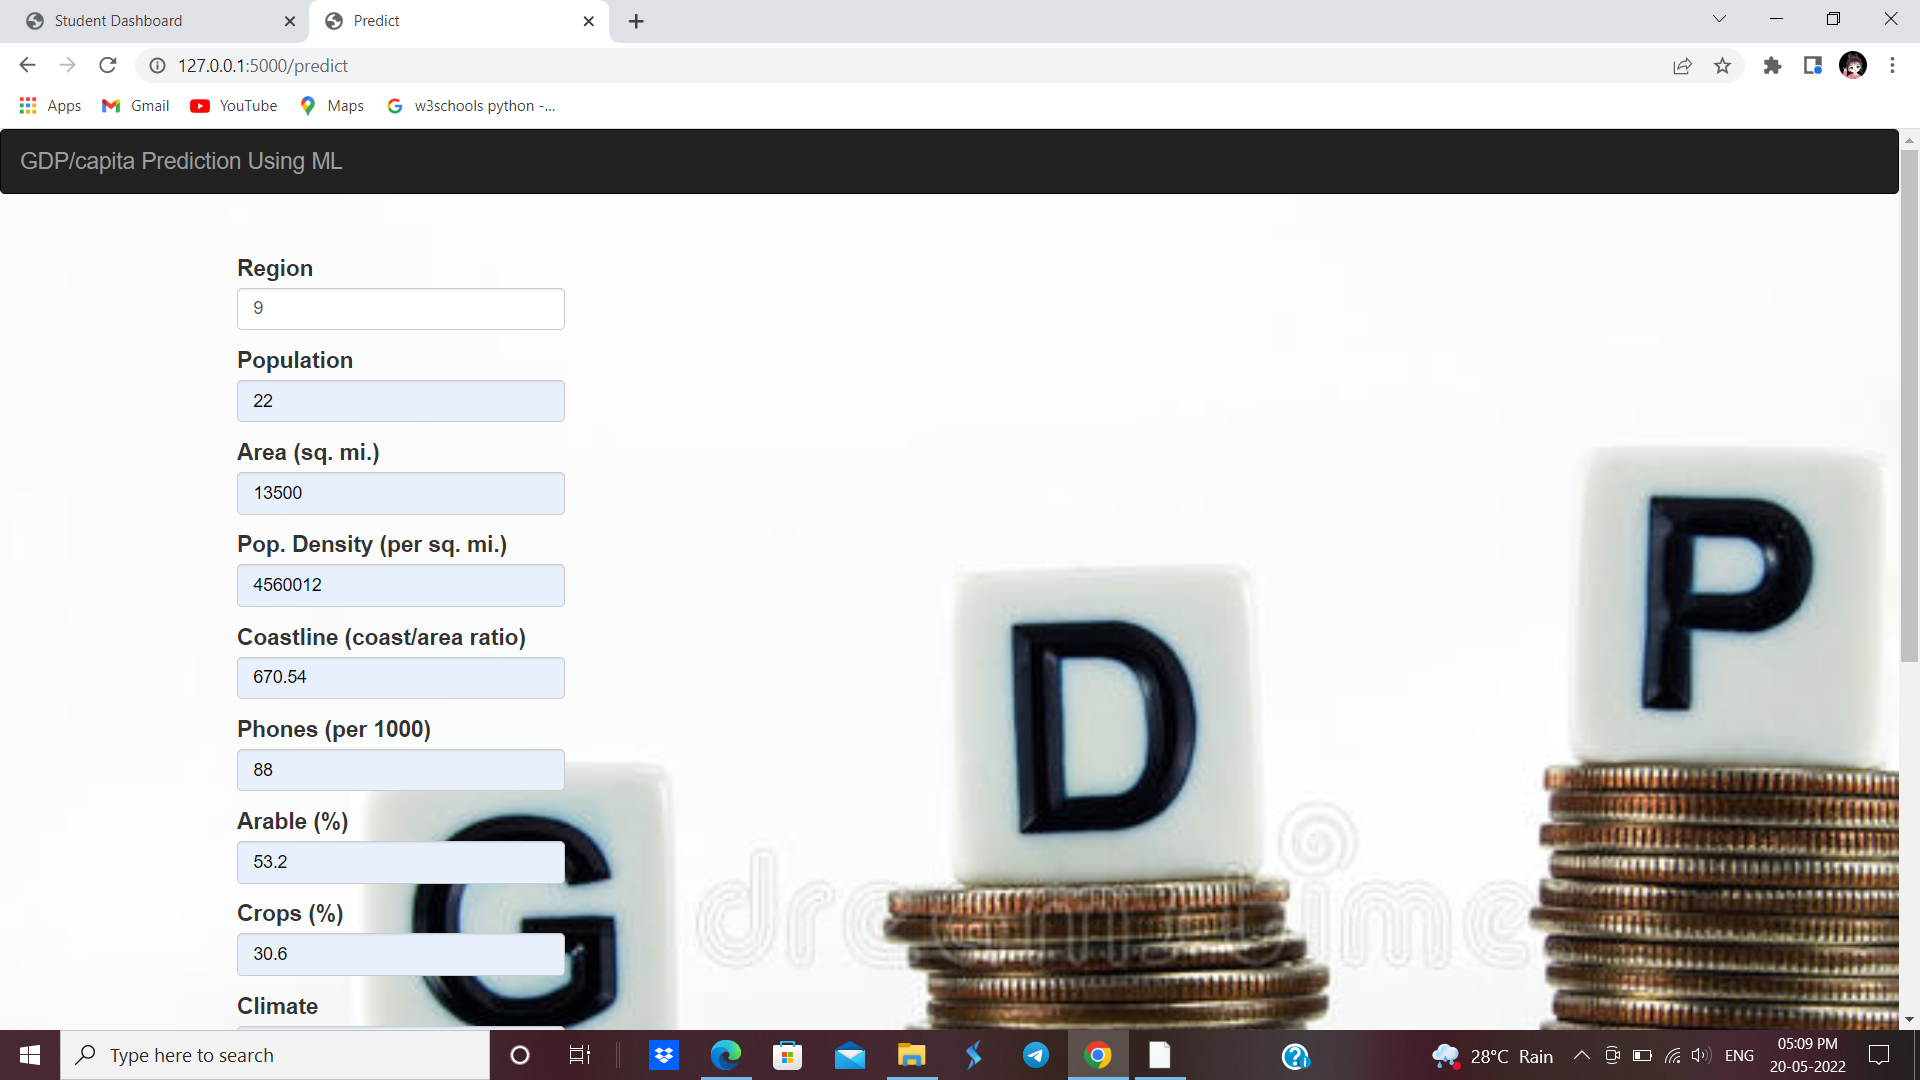 Student Dashboard
Predict
127.0.0.1:5000/predict
Apps
Gmail
YouTube
Maps
w3schools python -...
GDP/capita Prediction Using ML
Region
9
Population
22
Area (sq. mi.)
13500
Pop. Density (per sq. mi.)
4560012
Coastline (coast/area ratio)
670.54
Phones (per 1000)
88
Arable (%)
53.2
Crops (%)
30.6
Climate
G
D
P
dreamstime.
Type here to search
28°C Rain
ENG
05:09 PM
20-05-2022